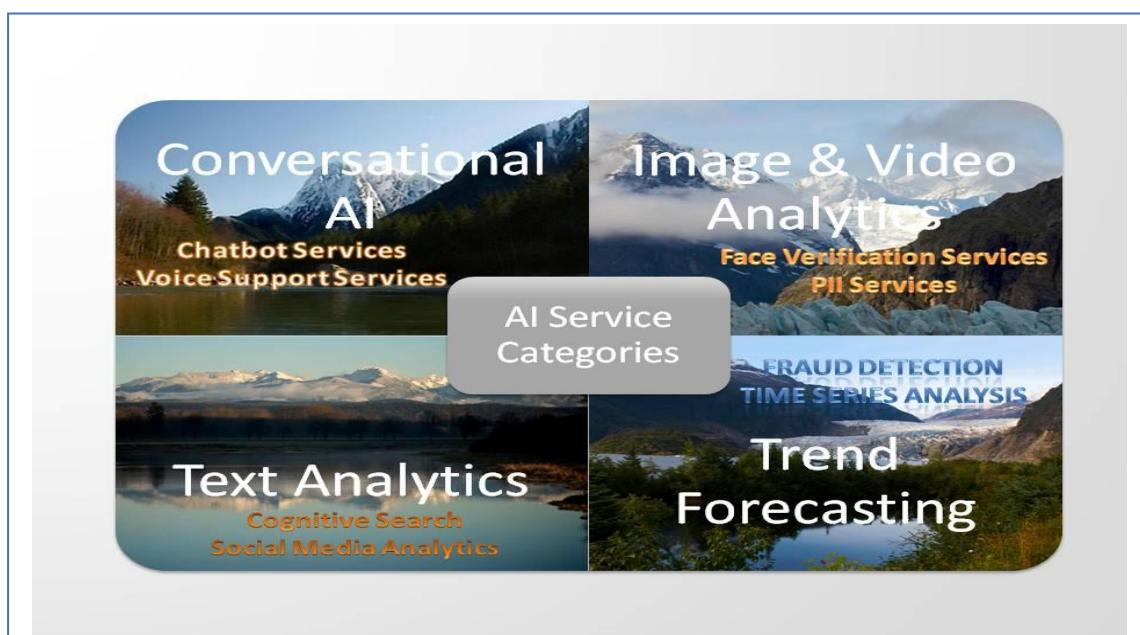 Conversational
AI
Chatbot Services
Voice Support Services
Image & Video
Analytics
Face Verification Services
PII Services
AI Service
Categories
Text Analytics
Cognitive Search
Social Media Analytics
FRAUD DETECTION
TIME SERIES ANALYSIS
Trend
Forecasting